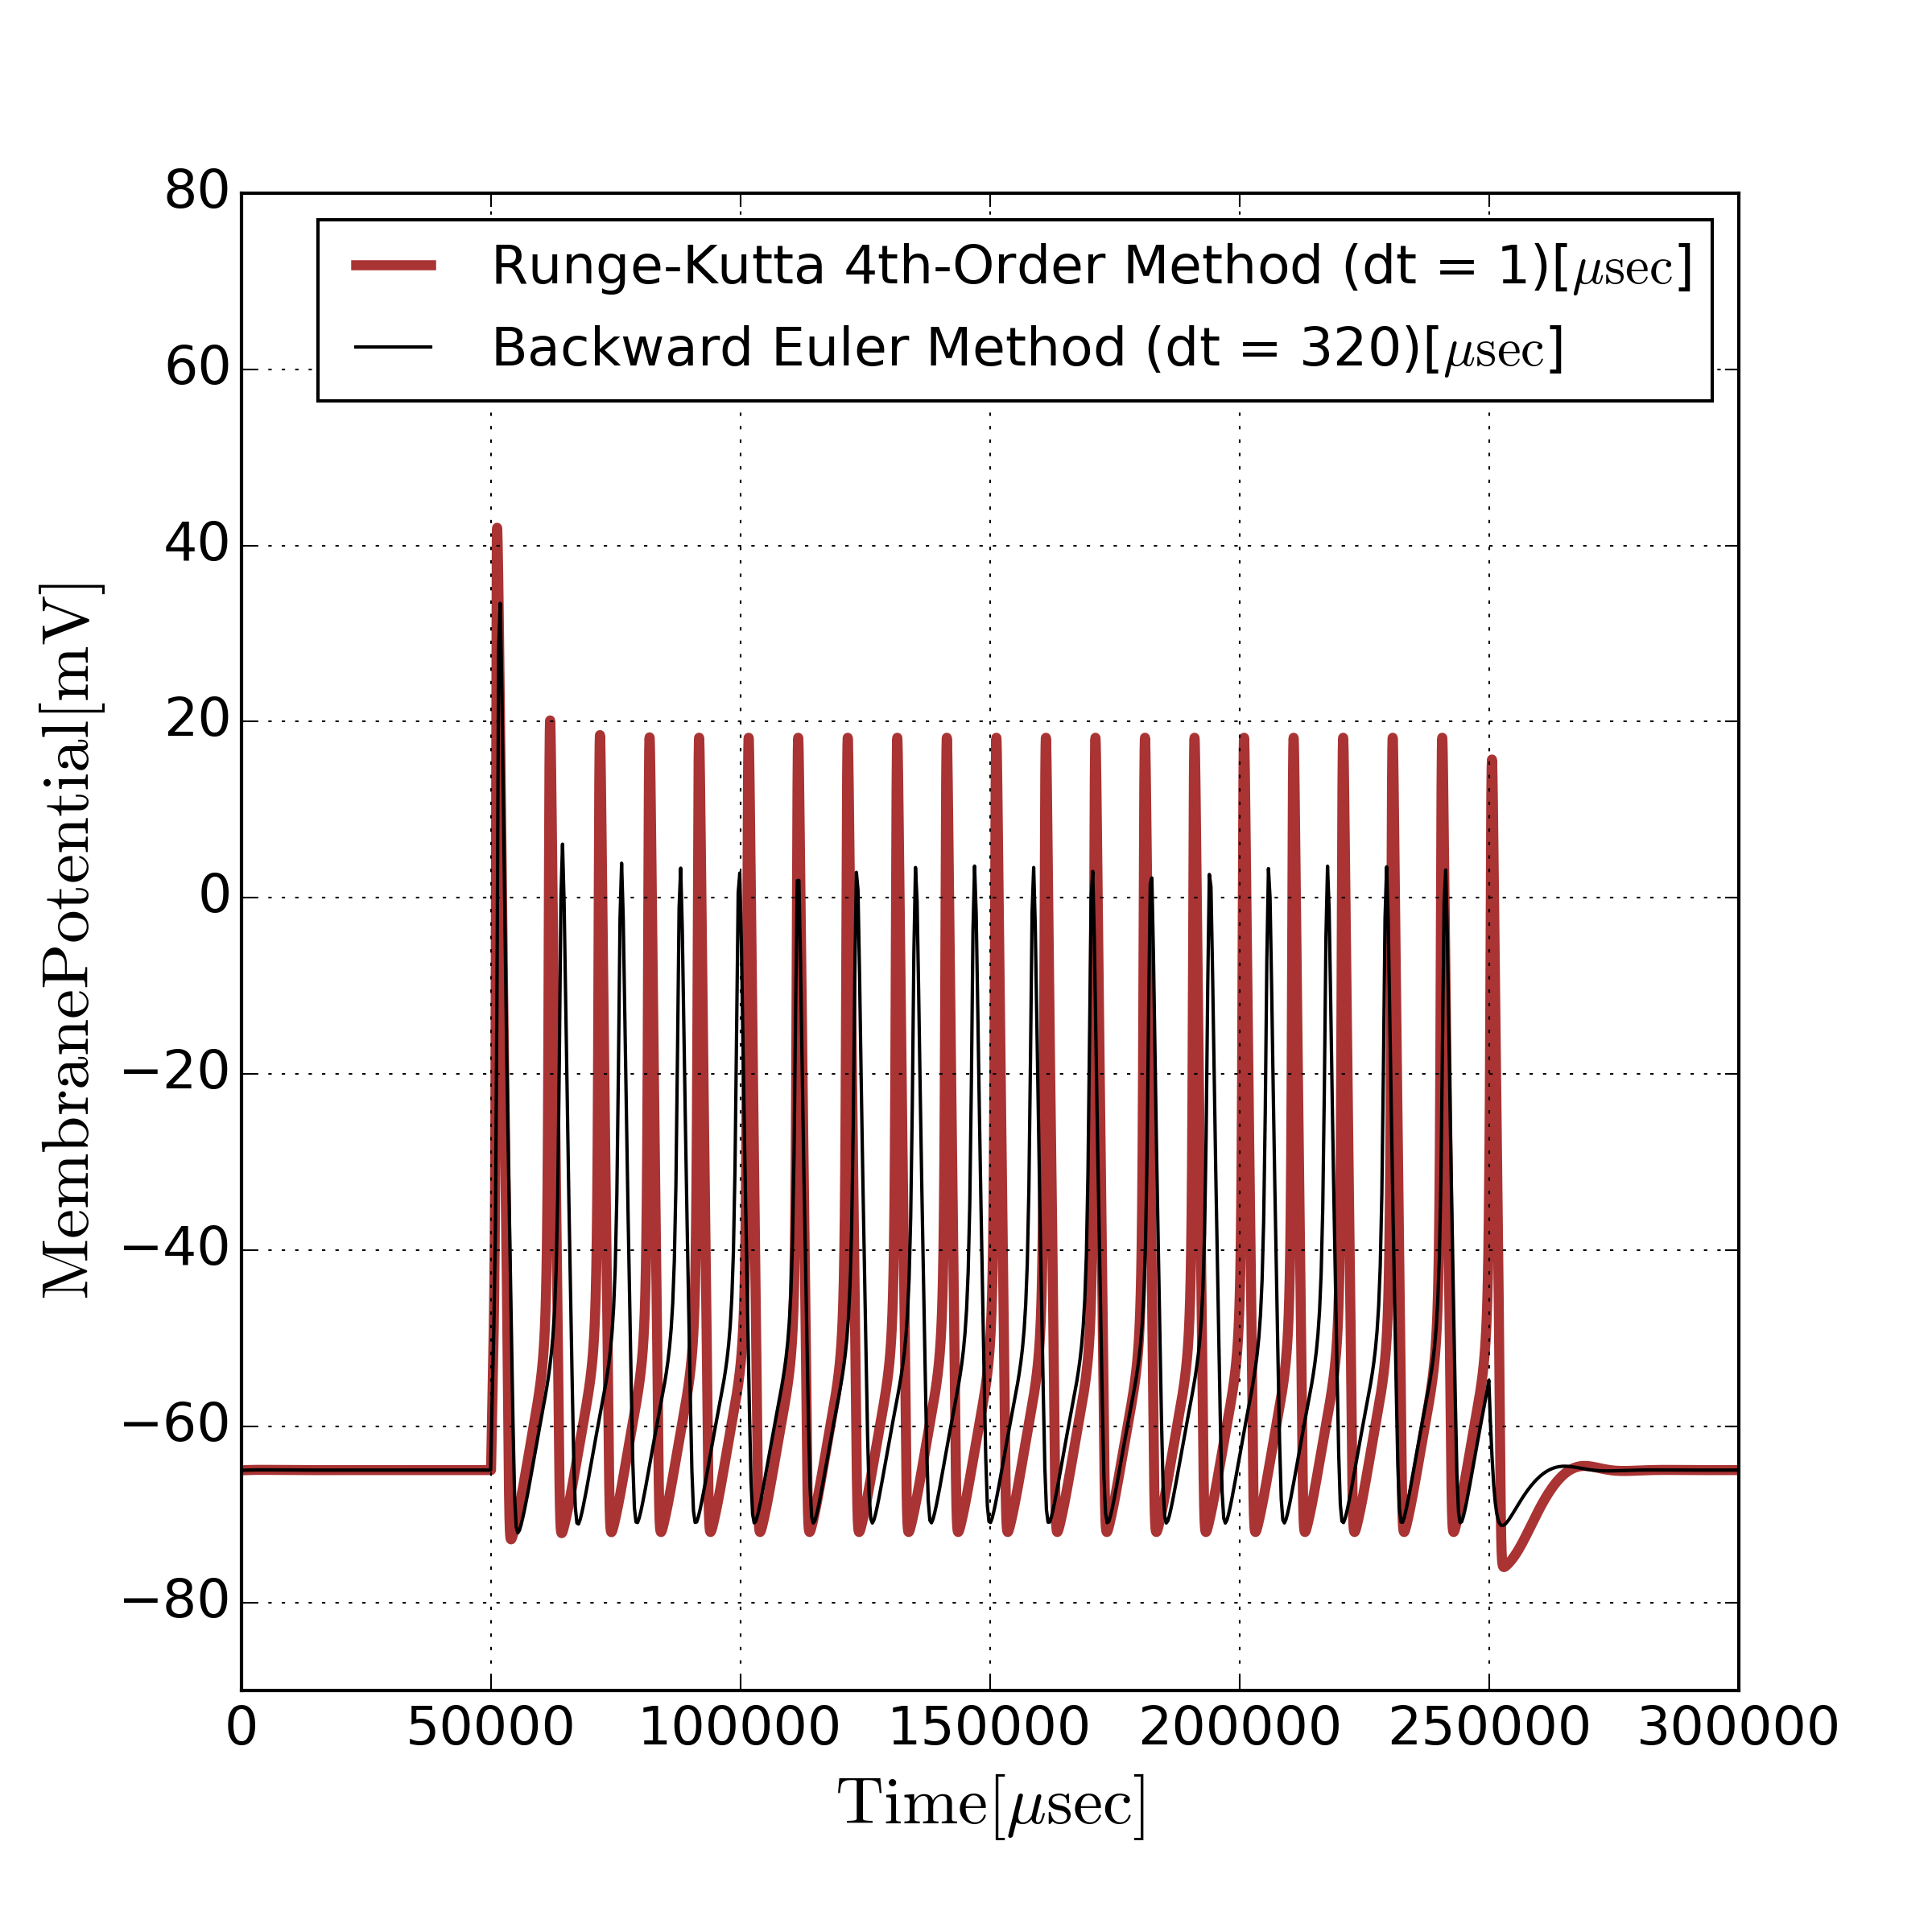 80
Runge-Kutta 4th-Order Method (dt = 1)[μsec]
Backward Euler Method (dt = 320)[μsec]
60
40
20
0
−20
−40
−60
−80
MembranePotential[mV]
0 50000 100000 150000 200000 250000 300000
Time[μsec]